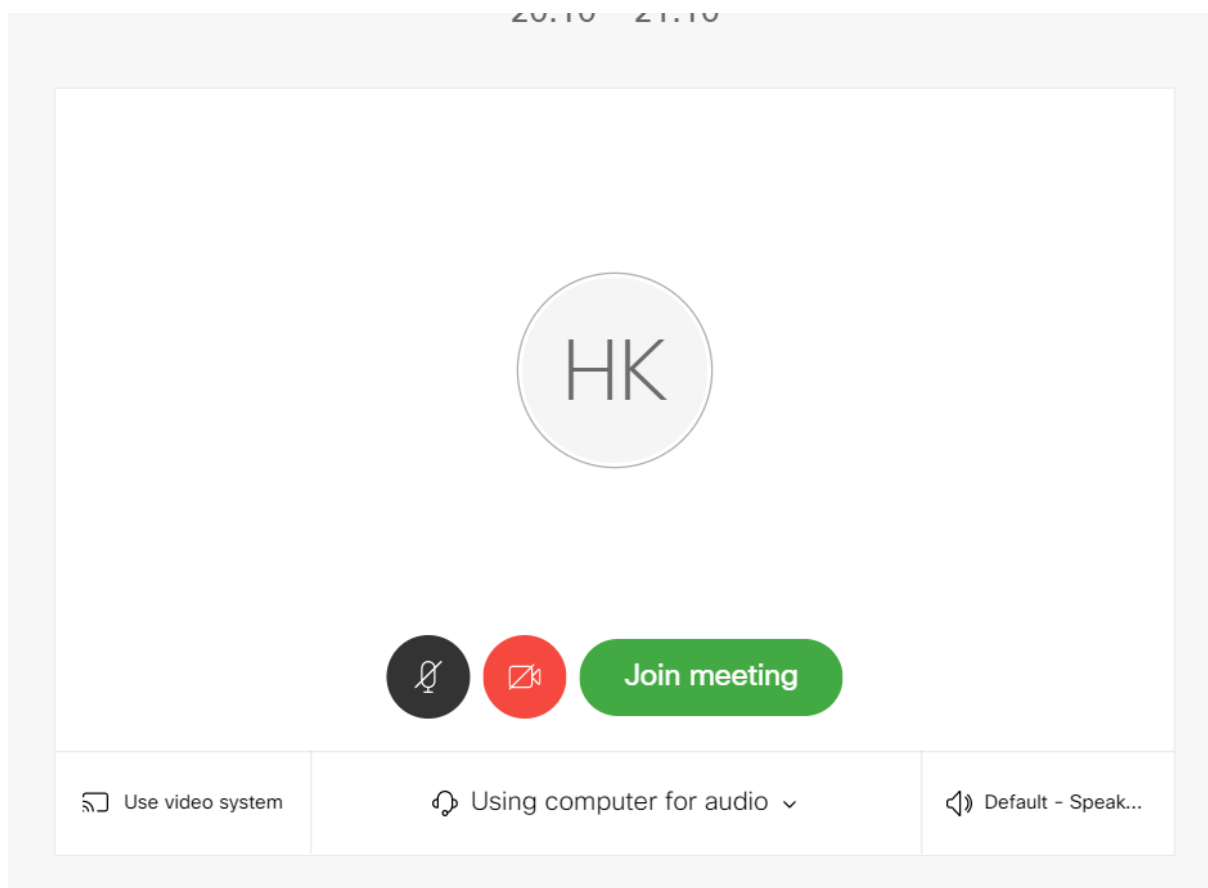 HK
Join meeting
Use video system
Using computer for audio
Default - Speak...